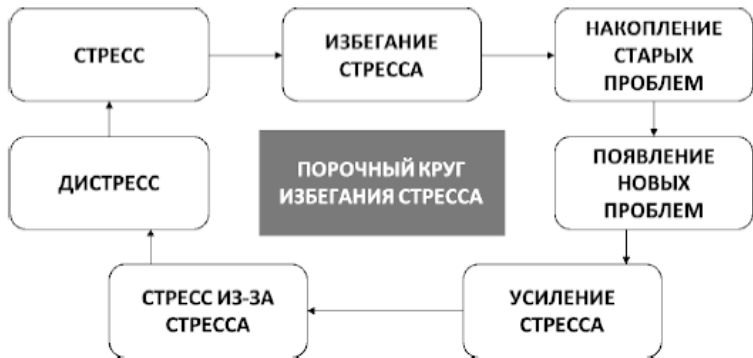 СТРЕСС
ИЗБЕГАНИЕ
СТРЕССА
НАКОПЛЕНИЕ
СТАРЫХ
ПРОБЛЕМ
ДИСТРЕСС
ПОРОЧНЫЙ КРУГ
ИЗБЕГАНИЯ СТРЕССА
ПОЯВЛЕНИЕ
НОВЫХ
ПРОБЛЕМ
СТРЕСС ИЗ-ЗА
СТРЕССА
УСИЛЕНИЕ
СТРЕССА